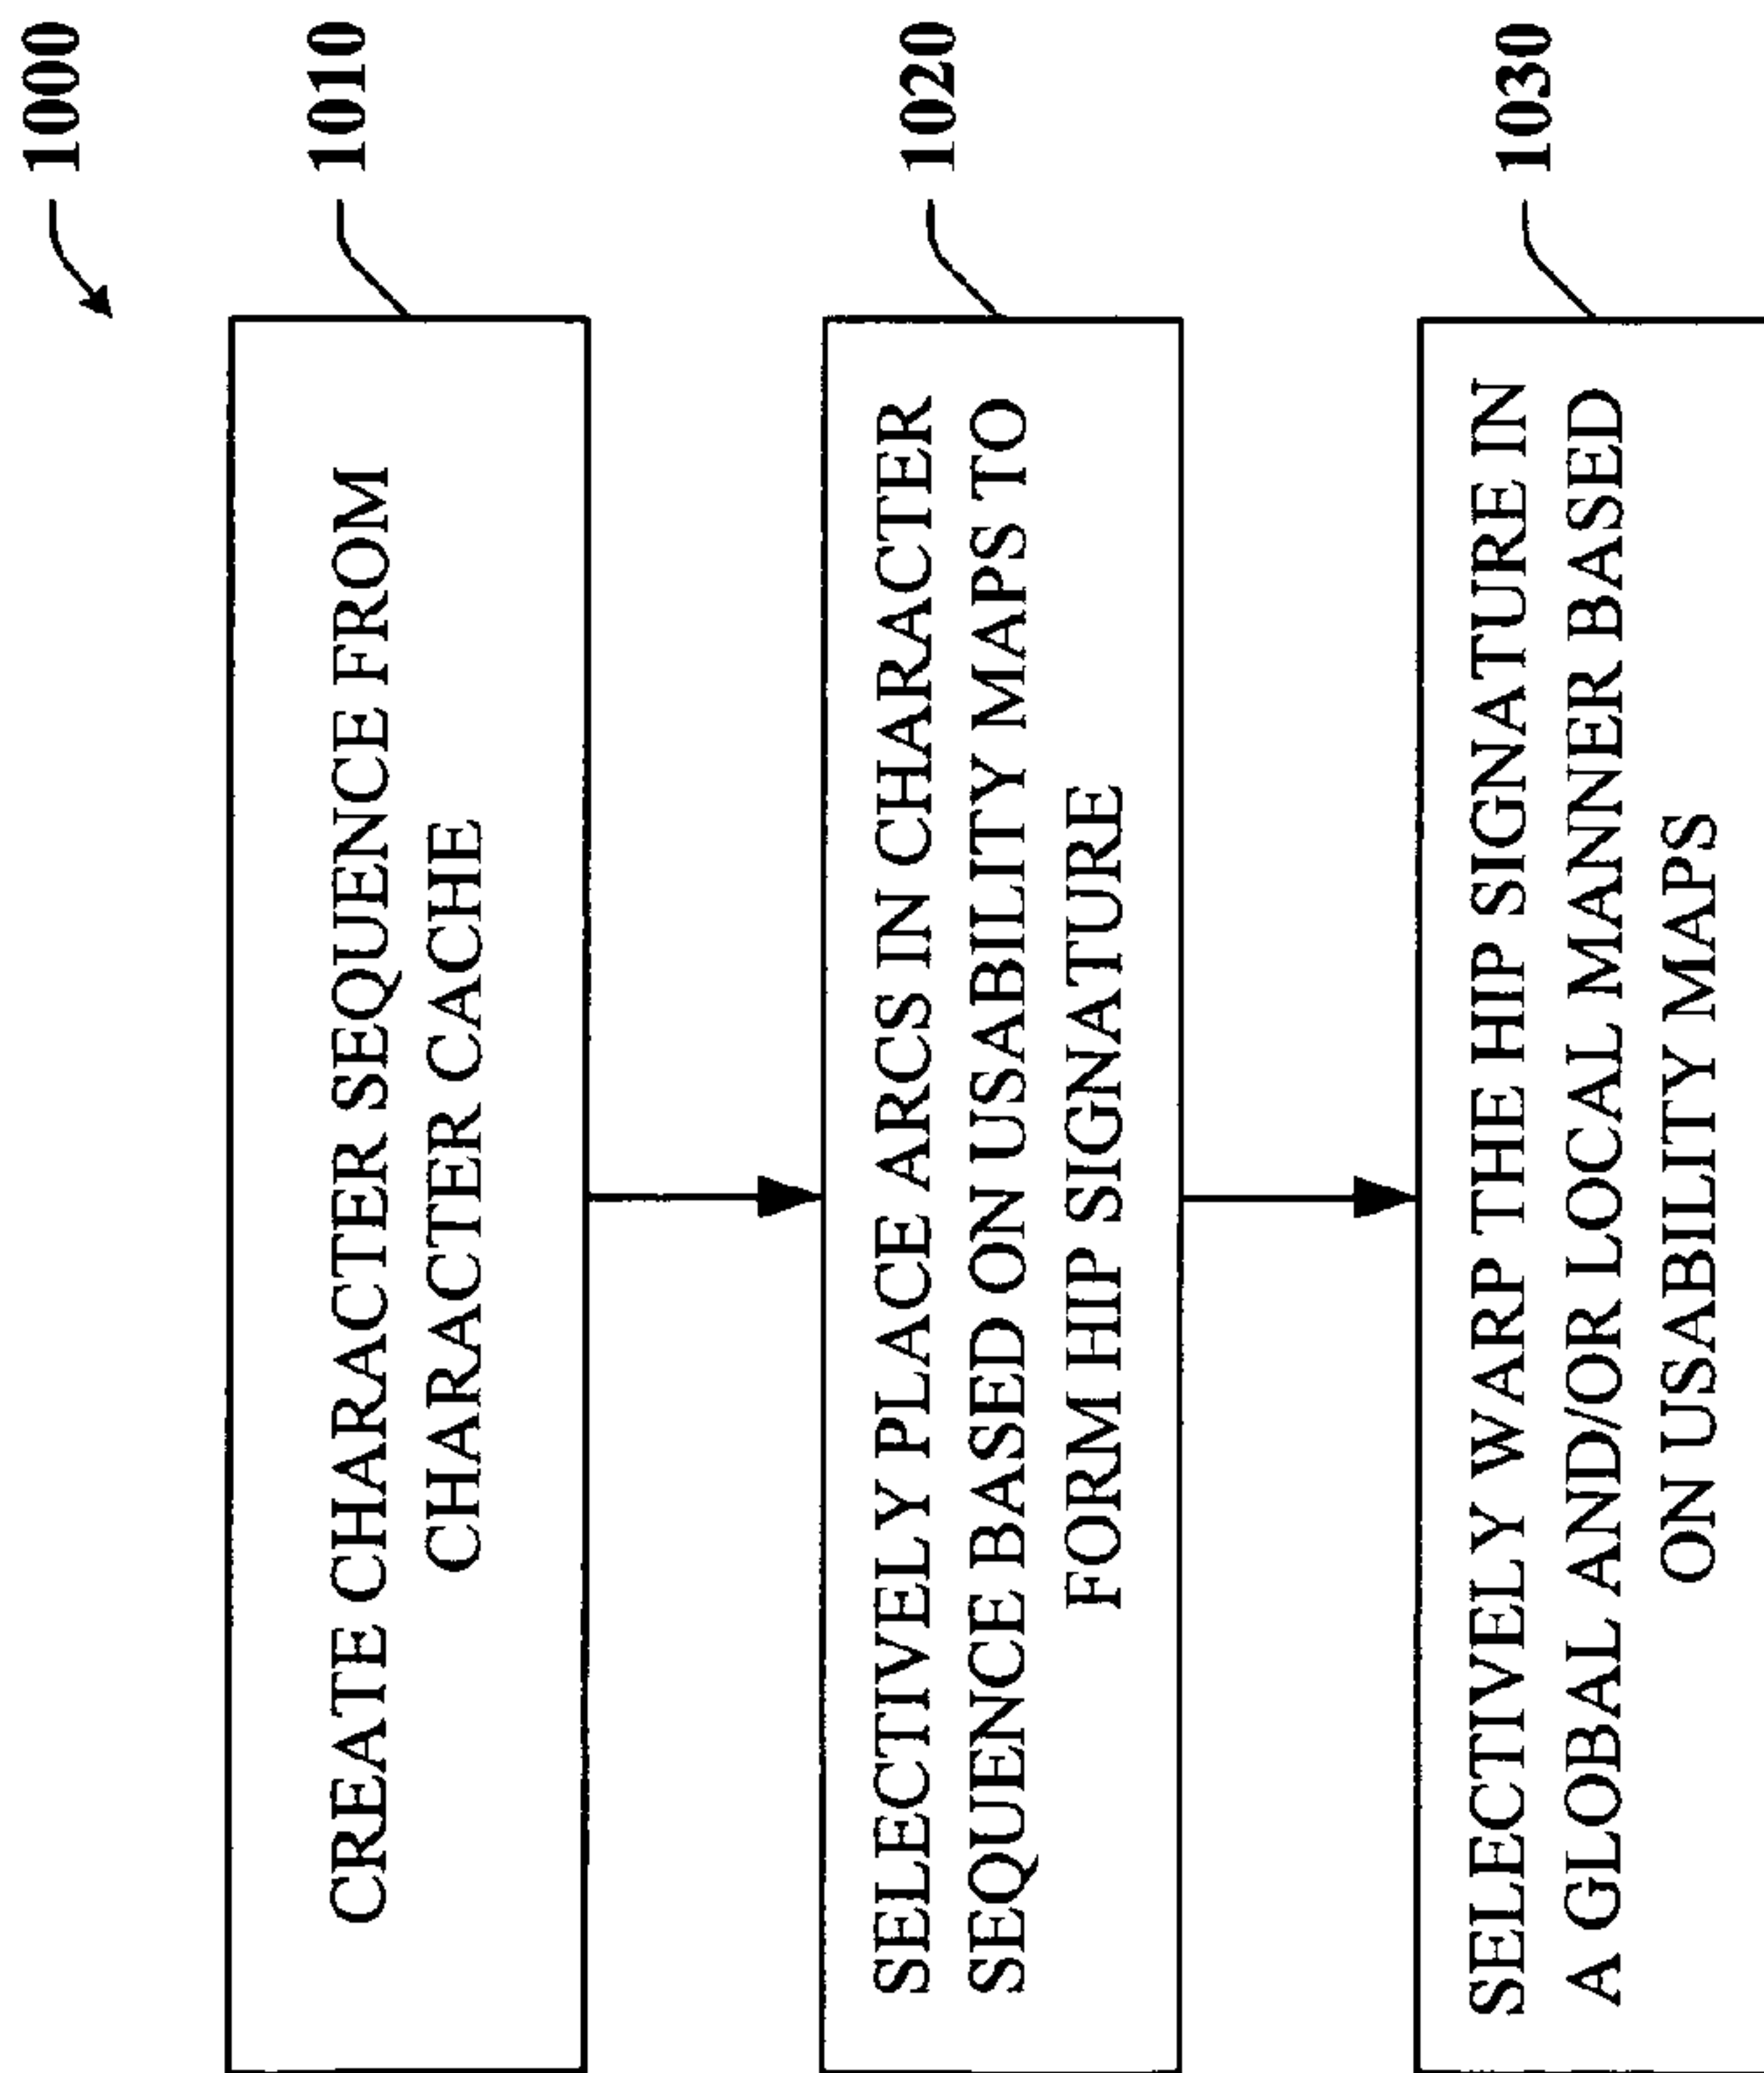 1000
1010
CREATE CHARACTER SEQUENCE FROM
CHARACTER CACHE
1020
SELECTIVELY PLACE ARCS IN CHARACTER
SEQUENCE BASED ON USABILITY MAPS TO
FORM HIP SIGNATURE
1030
SELECTIVELY WARP THE HIP SIGNATURE IN
A GLOBAL AND/OR LOCAL MANNER BASED
ON USABILITY MAPS